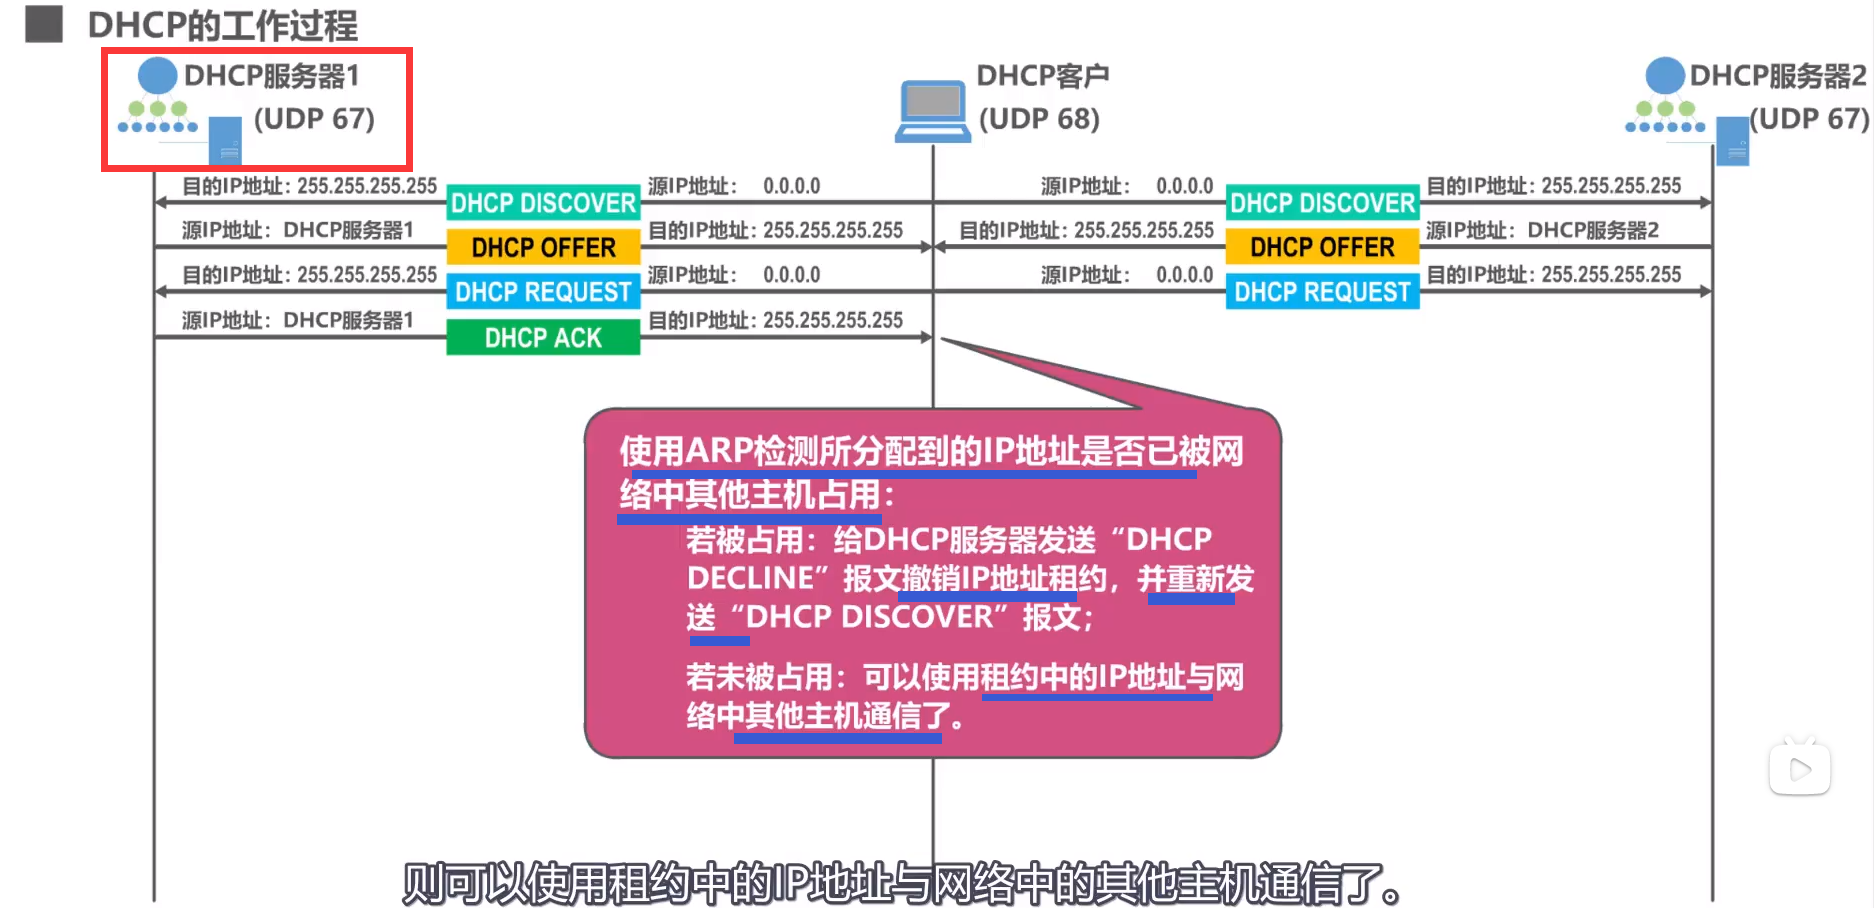 DHCP的工作过程
DHCP服务器1
(UDP 67)
DHCP客户
(UDP 68)
DHCP服务器2
(UDP 67)
目的IP地址: 255.255.255.255
DHCP DISCOVER
源IP地址: 0.0.0.0
源IP地址: 0.0.0.0
DHCP DISCOVER
目的IP地址: 255.255.255.255
源IP地址: DHCP服务器1
DHCP OFFER
目的IP地址: 255.255.255.255
目的IP地址: 255.255.255.255
DHCP OFFER
源IP地址: DHCP服务器2
目的IP地址: 255.255.255.255
DHCP REQUEST
源IP地址: 0.0.0.0
源IP地址: 0.0.0.0
DHCP REQUEST
目的IP地址: 255.255.255.255
源IP地址: DHCP服务器1
DHCP ACK
目的IP地址: 255.255.255.255
使用ARP检测所分配到的IP地址是否已被网
络中其他主机占用：
若被占用：给DHCP服务器发送“DHCP
DECLINE”报文撤销IP地址租约，并重新发
送“DHCP DISCOVER”报文；
若未被占用：可以使用租约中的IP地址与网
络中其他主机通信了。
则可以使用租约中的IP地址与网络中的其他主机通信了。